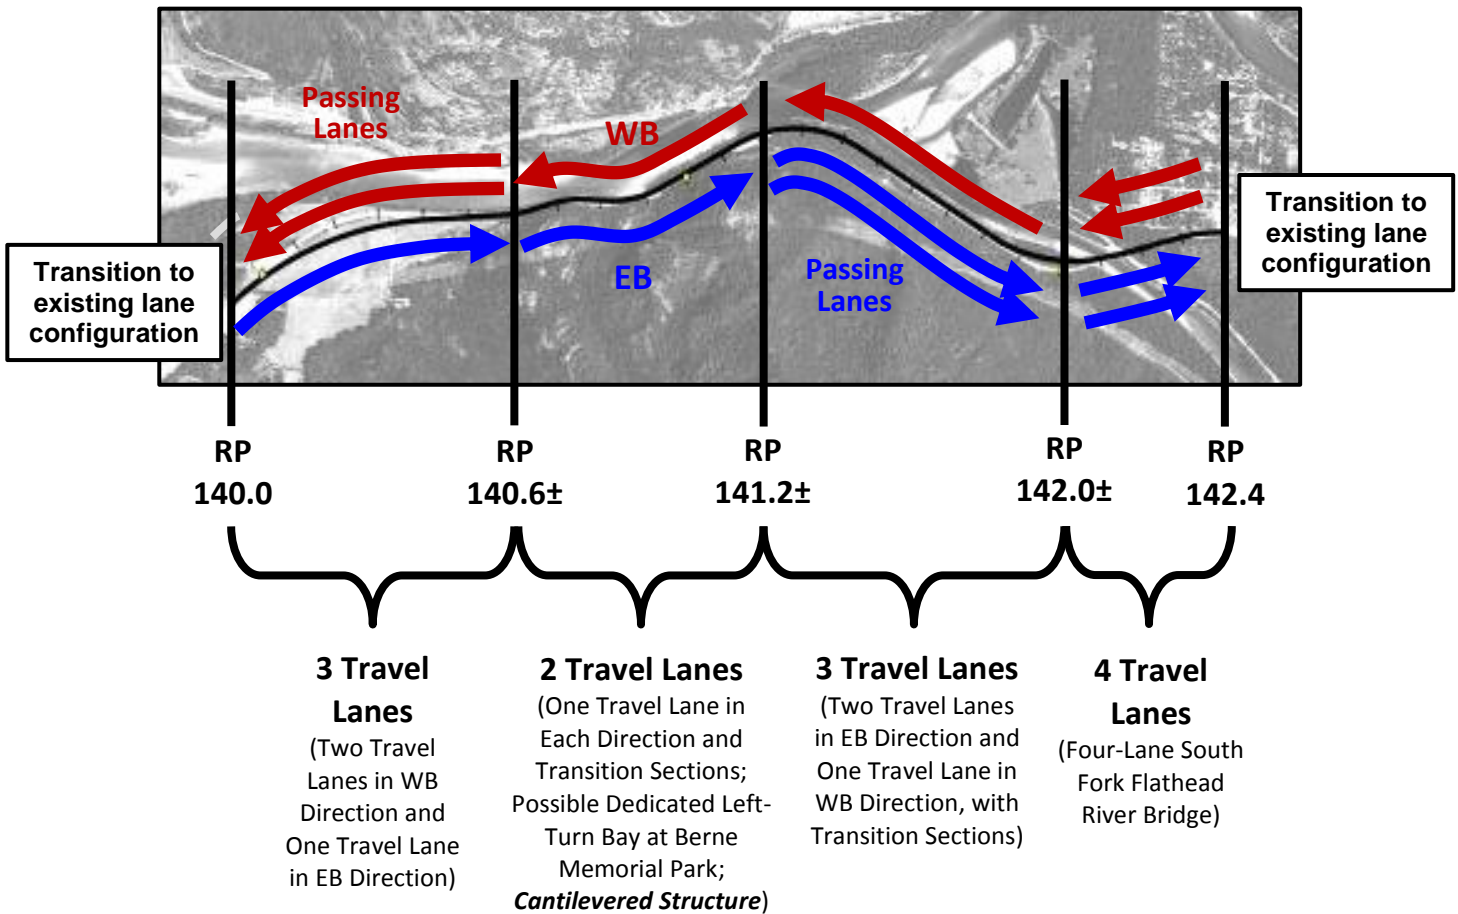 Passing
Lanes
WB
EB
Passing
Lanes
Transition to
existing lane
configuration
Transition to
existing lane
configuration
RP
140.0
RP
140.6±
RP
141.2±
RP
142.0±
RP
142.4
3 Travel
Lanes
(Two Travel
Lanes in WB
Direction and
One Travel Lane
in EB Direction)
2 Travel Lanes
(One Travel Lane in
Each Direction and
Transition Sections;
Possible Dedicated Left-
Turn Bay at Berne
Memorial Park;
Cantilevered Structure)
3 Travel Lanes
(Two Travel Lanes
in EB Direction and
One Travel Lane in
WB Direction, with
Transition Sections)
4 Travel
Lanes
(Four-Lane South
Fork Flathead
River Bridge)